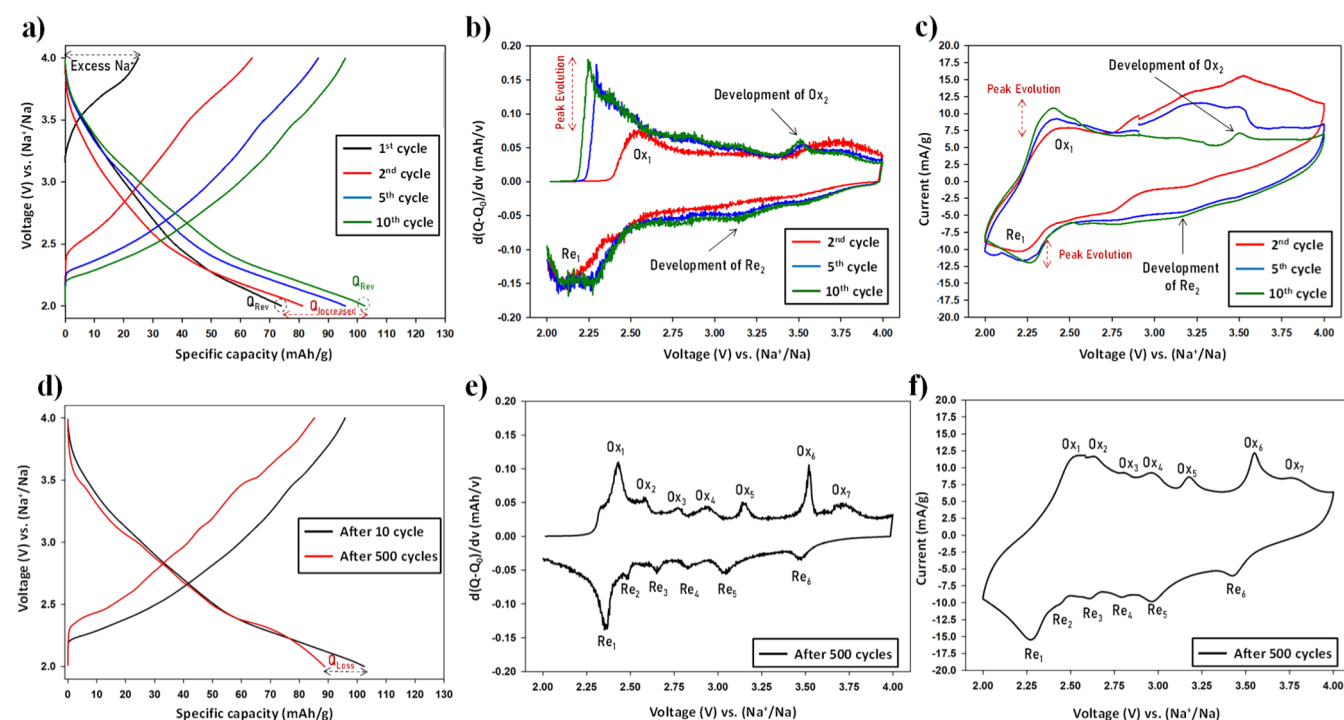 a)
Voltage (V) vs. (Na⁺/Na)
4.0
3.5
3.0
2.5
2.0
Excess Na⁺
1ˢᵗ cycle
2ⁿᵈ cycle
5ᵗʰ cycle
10ᵗʰ cycle
Q_Rev
Q_Rev
Q_Increased
0 10 20 30 40 50 60 70 80 90 100 110 120 130
Specific capacity (mAh/g)
b)
d(Q-Q₀)/dv (mAh/v)
0.20
0.15
0.10
0.05
0.00
-0.05
-0.10
-0.15
-0.20
Peak Evolution
Ox₁
Development of Ox₂
Re₁
Development of Re₂
2ⁿᵈ cycle
5ᵗʰ cycle
10ᵗʰ cycle
2.00 2.25 2.50 2.75 3.00 3.25 3.50 3.75 4.00
Voltage (V) vs. (Na⁺/Na)
c)
Current (mA/g)
20.0
17.5
15.0
12.5
10.0
7.5
5.0
2.5
0.0
-2.5
-5.0
-7.5
-10.0
-12.5
-15.0
-17.5
-20.0
Peak Evolution
Ox₁
Development of Ox₂
Re₁
Peak Evolution
Development
of Re₂
2ⁿᵈ cycle
5ᵗʰ cycle
10ᵗʰ cycle
2.00 2.25 2.50 2.75 3.00 3.25 3.50 3.75 4.00
Voltage (V) vs. (Na⁺/Na)
d)
Voltage (V) vs. (Na⁺/Na)
4.0
3.5
3.0
2.5
2.0
After 10 cycle
After 500 cycles
Q_Loss
0 10 20 30 40 50 60 70 80 90 100 110 120 130
Specific capacity (mAh/g)
e)
d(Q-Q₀)/dv (mAh/v)
0.20
0.15
0.10
0.05
0.00
-0.05
-0.10
-0.15
-0.20
Ox₁
Ox₂
Ox₃
Ox₄
Ox₅
Ox₆
Ox₇
Re₁
Re₂
Re₃
Re₄
Re₅
Re₆
After 500 cycles
2.00 2.25 2.50 2.75 3.00 3.25 3.50 3.75 4.00
Voltage (V) vs. (Na⁺/Na)
f)
Current (mA/g)
20.0
17.5
15.0
12.5
10.0
7.5
5.0
2.5
0.0
-2.5
-5.0
-7.5
-10.0
-12.5
-15.0
-17.5
-20.0
Ox₁
Ox₂
Ox₃
Ox₄
Ox₅
Ox₆
Ox₇
Re₁
Re₂
Re₃
Re₄
Re₅
Re₆
After 500 cycles
2.00 2.25 2.50 2.75 3.00 3.25 3.50 3.75 4.00
Voltage (V) vs. (Na⁺/Na)